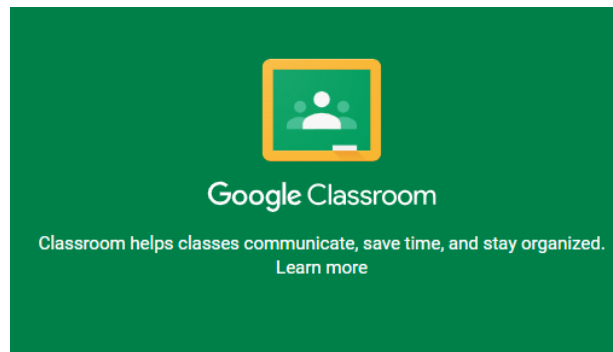 Google Classroom
Classroom helps classes communicate, save time, and stay organized.
Learn more